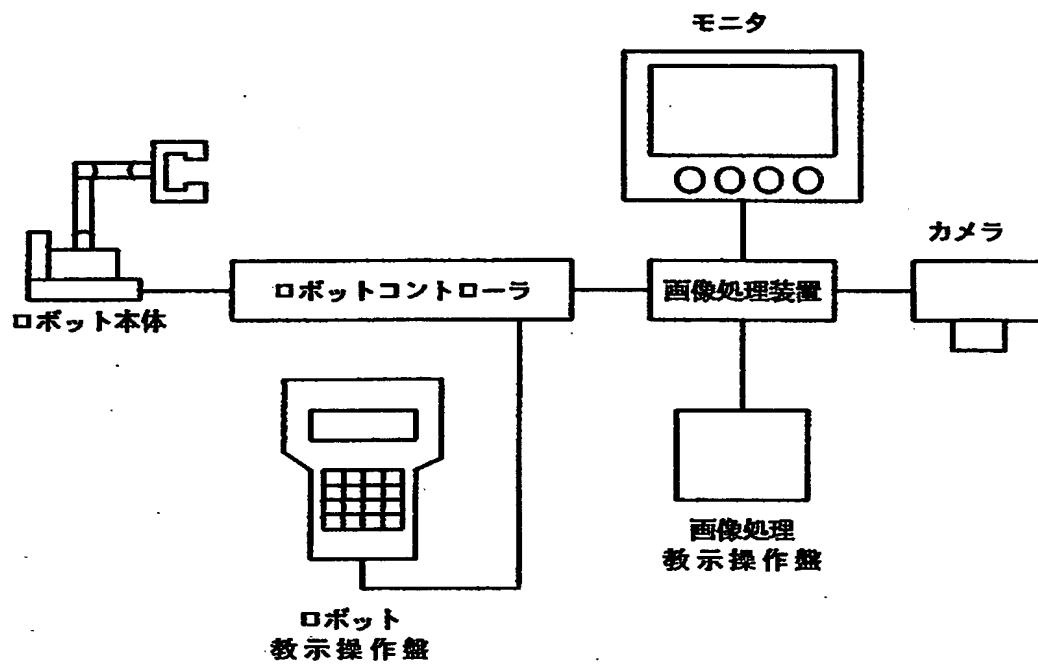 モニタ
カメラ
ロボットコントローラ
画像処理装置
ロボット本体
画像処理
教示操作盤
ロボット
教示操作盤